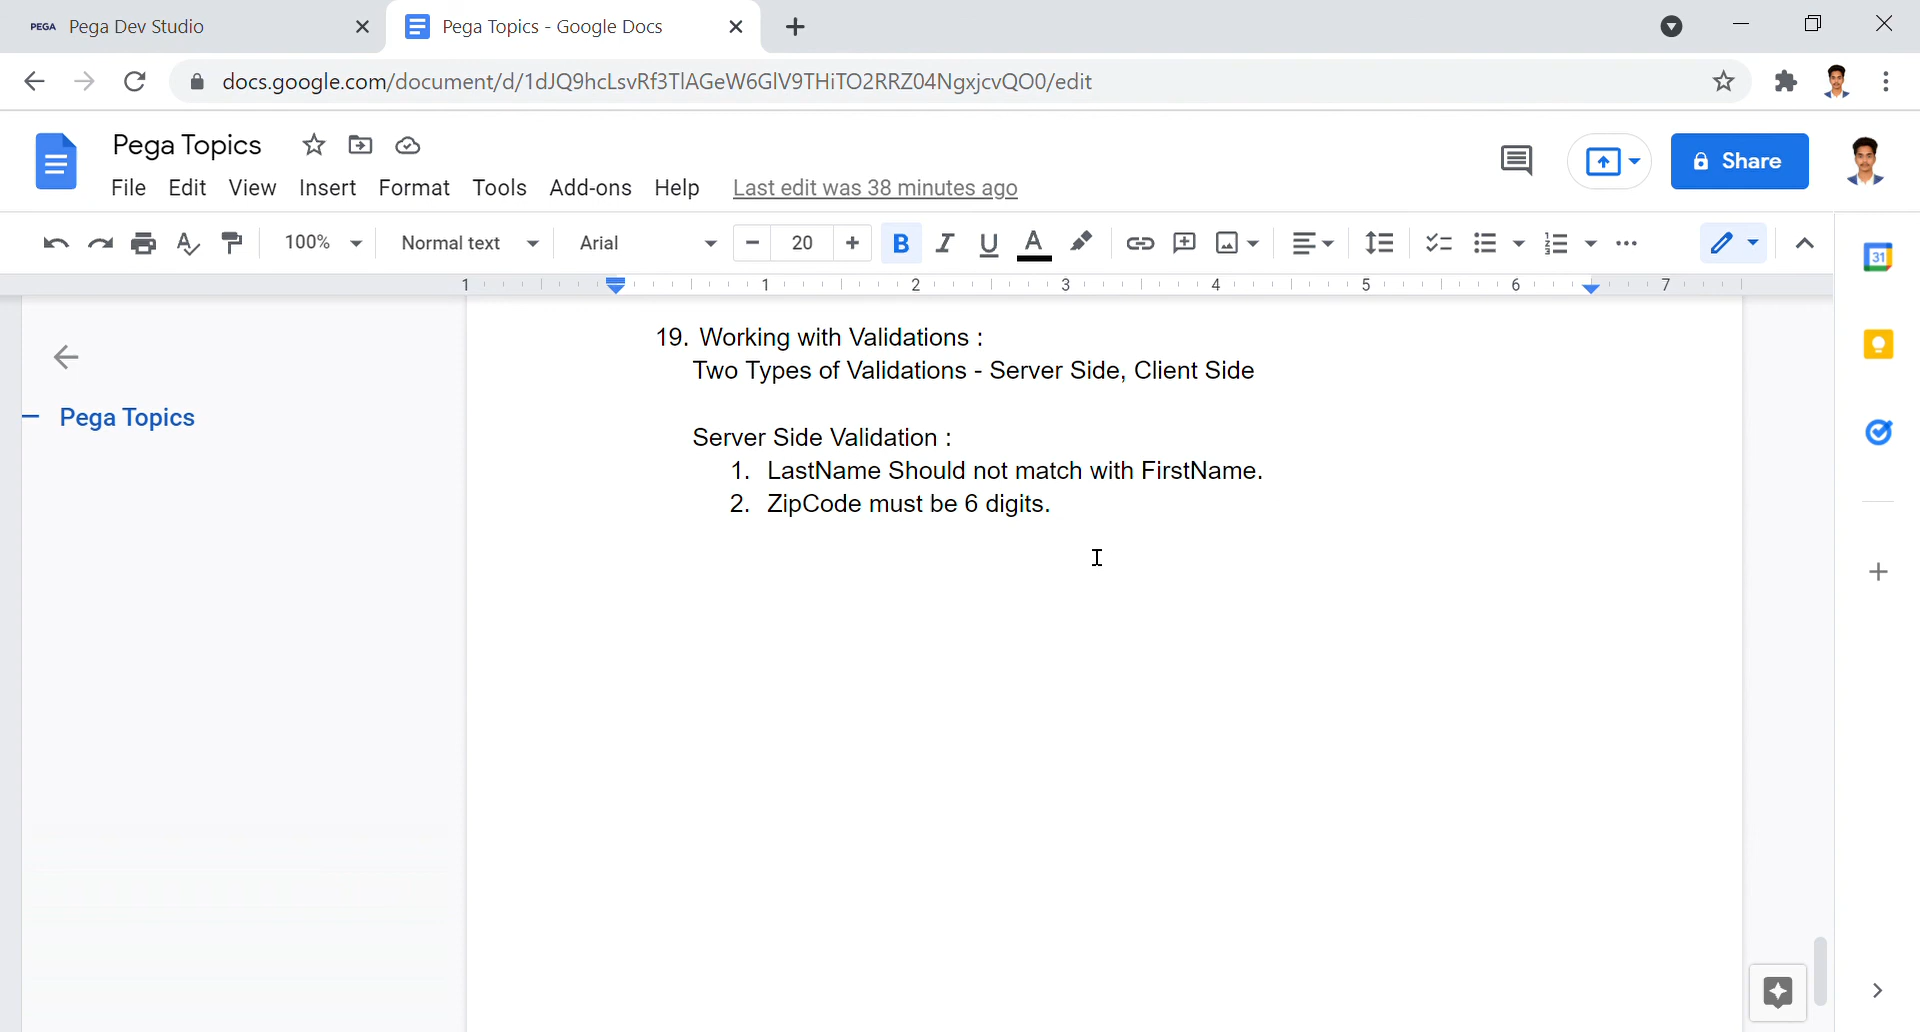 PEGA Pega Dev Studio
Pega Topics - Google Docs
docs.google.com/document/d/1dJQ9hcLsvRf3TlAGeW6GlV9THiTO2RRZ04NgxjcvQO0/edit
Pega Topics
File Edit View Insert Format Tools Add-ons Help Last edit was 38 minutes ago
Share
100% Normal text Arial 20 B I U A
31
1 1 2 3 4 5 6 7
19. Working with Validations :
Two Types of Validations - Server Side, Client Side
Pega Topics
Server Side Validation :
1. LastName Should not match with FirstName.
2. ZipCode must be 6 digits.